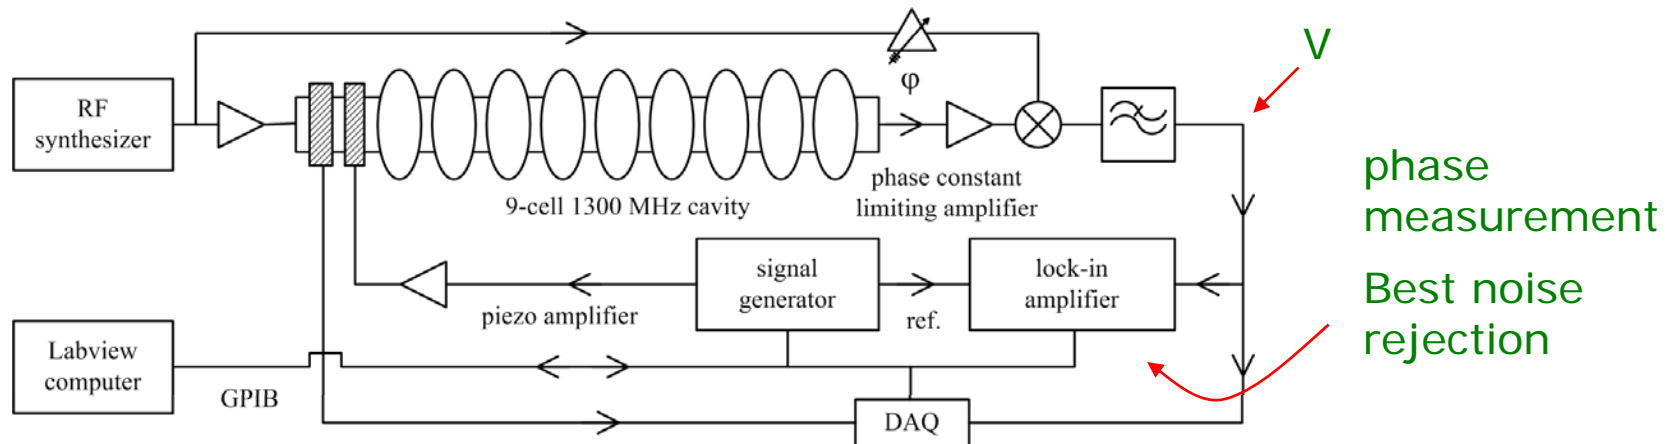 V
RF
synthesizer
φ
phase constant
limiting amplifier
9-cell 1300 MHz cavity
phase
measurement
signal
generator
lock-in
amplifier
Best noise
rejection
piezo amplifier
ref.
Labview
computer
GPIB
DAQ